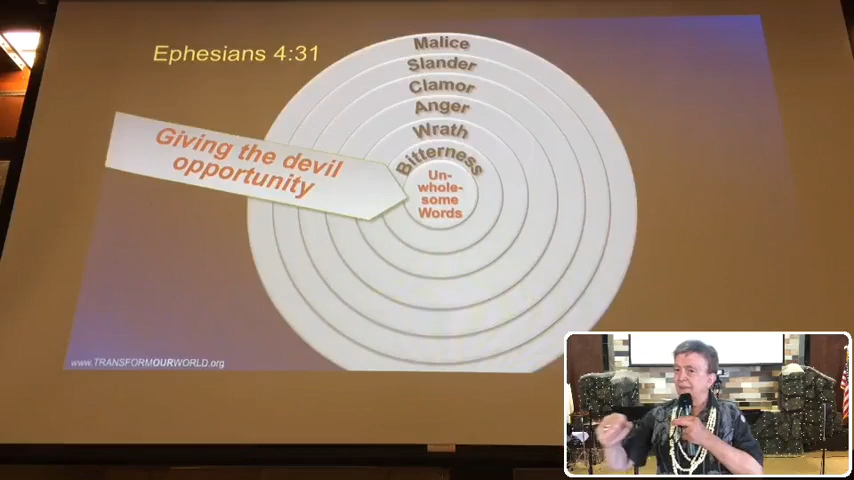 Ephesians 4:31
Malice
Slander
Clamor
Anger
Wrath
Bitterness
Un-
whole-
some
Words
Giving the devil
opportunity
www.TRANSFORMOURWORLD.org